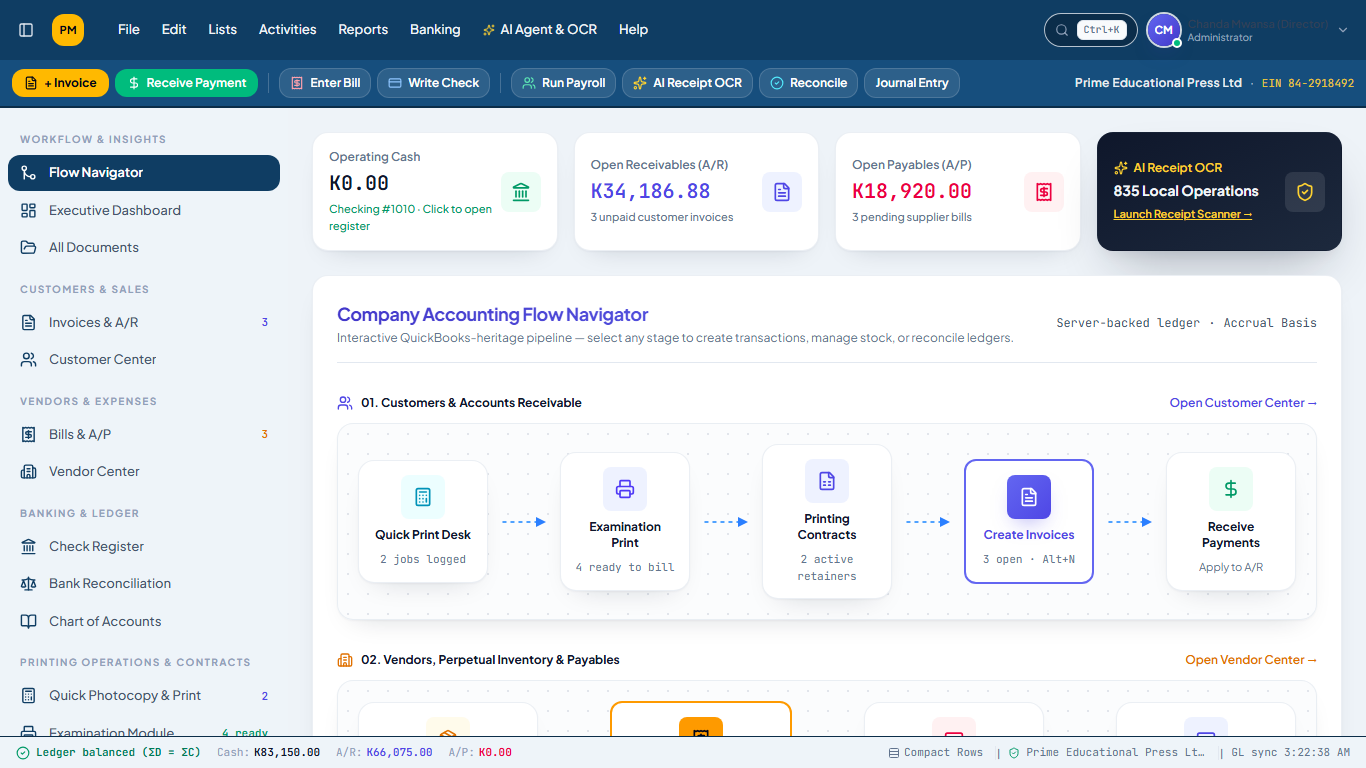 PM File Edit Lists Activities Reports Banking AI Agent & OCR Help Ctrl+K CM Chanda Mwansa (Director)
Administrator
+ Invoice Receive Payment Enter Bill Write Check Run Payroll AI Receipt OCR Reconcile Journal Entry Prime Educational Press Ltd · EIN 84-2918492
WORKFLOW & INSIGHTS
Flow Navigator
Executive Dashboard
All Documents
CUSTOMERS & SALES
Invoices & A/R 3
Customer Center
VENDORS & EXPENSES
Bills & A/P 3
Vendor Center
BANKING & LEDGER
Check Register
Bank Reconciliation
Chart of Accounts
PRINTING OPERATIONS & CONTRACTS
Quick Photocopy & Print 2
Examination Module 4 ready
Operating Cash
K0.00
Checking #1010 · Click to open
register
Open Receivables (A/R)
K34,186.88
3 unpaid customer invoices
Open Payables (A/P)
K18,920.00
3 pending supplier bills
AI Receipt OCR
835 Local Operations
Launch Receipt Scanner →
Company Accounting Flow Navigator
Interactive QuickBooks-heritage pipeline — select any stage to create transactions, manage stock, or reconcile ledgers.
Server-backed ledger · Accrual Basis
01. Customers & Accounts Receivable
Open Customer Center →
Quick Print Desk
2 jobs logged
Examination
Print
4 ready to bill
Printing
Contracts
2 active
retainers
Create Invoices
3 open · Alt+N
Receive
Payments
Apply to A/R
02. Vendors, Perpetual Inventory & Payables
Open Vendor Center →
Ledger balanced (ΣD = ΣC) Cash: K83,150.00 A/R: K66,075.00 A/P: K0.00 Compact Rows | Prime Educational Press Lt… | GL sync 3:22:38 AM